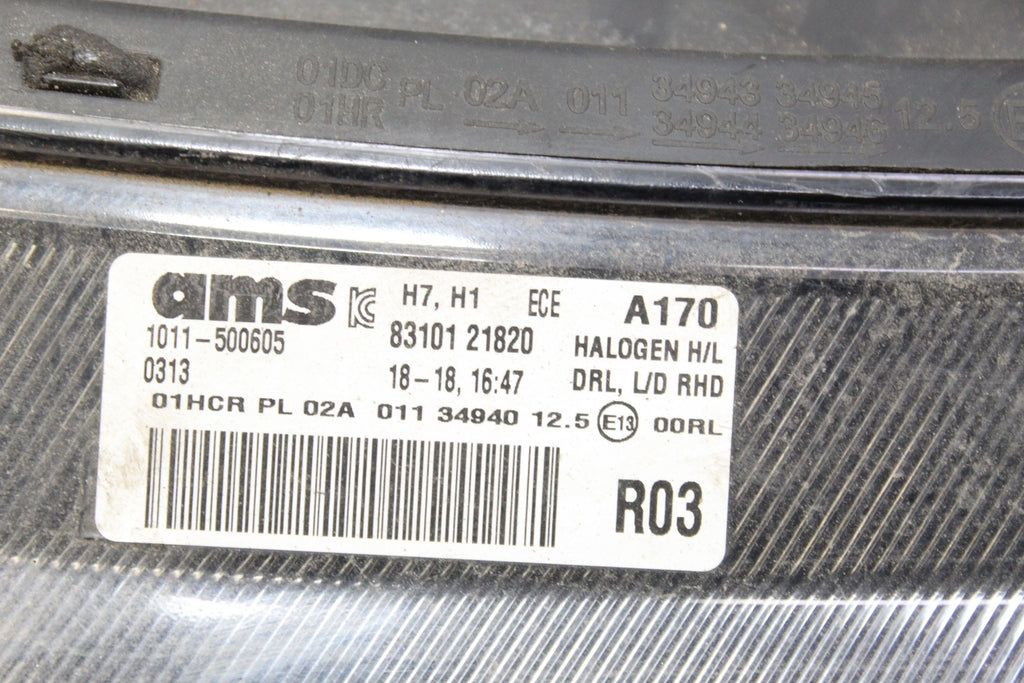 01DC PL 02A 011 34943 34945 12.5 E
01HR 34944 34946
ams KC H7, H1 ECE A170
1011-500605 83101 21820 HALOGEN H/L
0313 18-18, 16:47 DRL, L/D RHD
01HCR PL 02A 011 34940 12.5 E13 00RL
R03